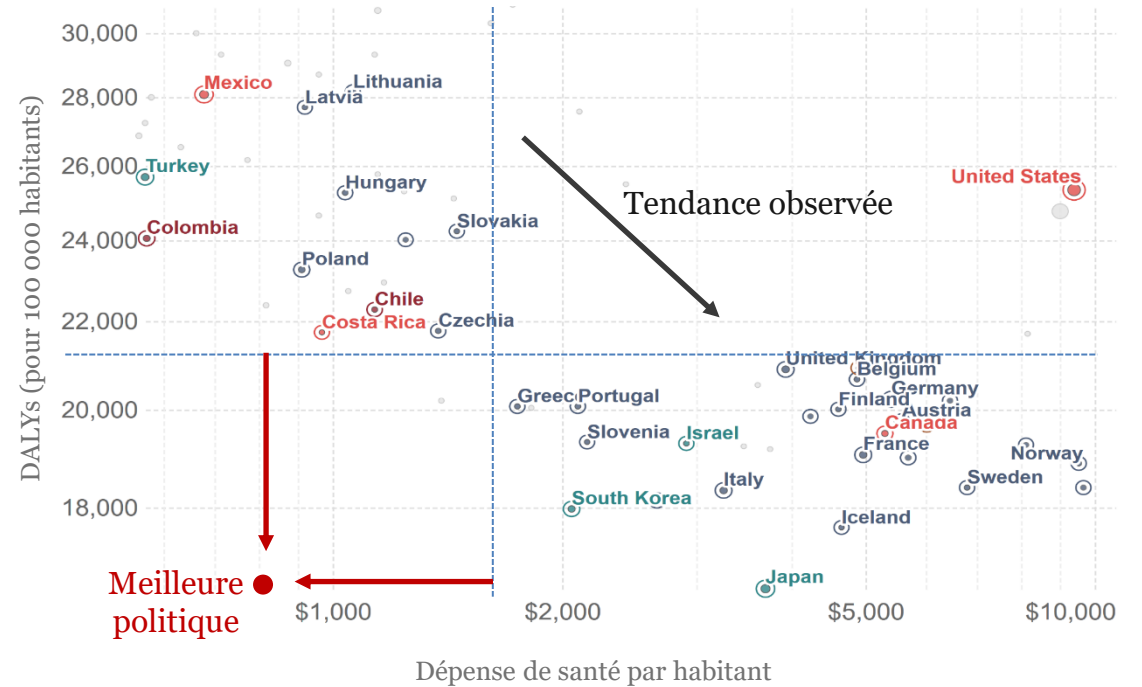 30,000
28,000
26,000
24,000
22,000
20,000
18,000
DALYs (pour 100 000 habitants)
Mexico
Lithuania
Latvia
Turkey
Hungary
United States
Tendance observée
Colombia
Slovakia
Poland
Chile
Costa Rica
Czechia
United Kingdom
Belgium
Germany
Greece
Portugal
Finland
Austria
Canada
Slovenia
Israel
France
Norway
Italy
Sweden
South Korea
Iceland
Japan
Meilleure
politique
$1,000
$2,000
$5,000
$10,000
Dépense de santé par habitant